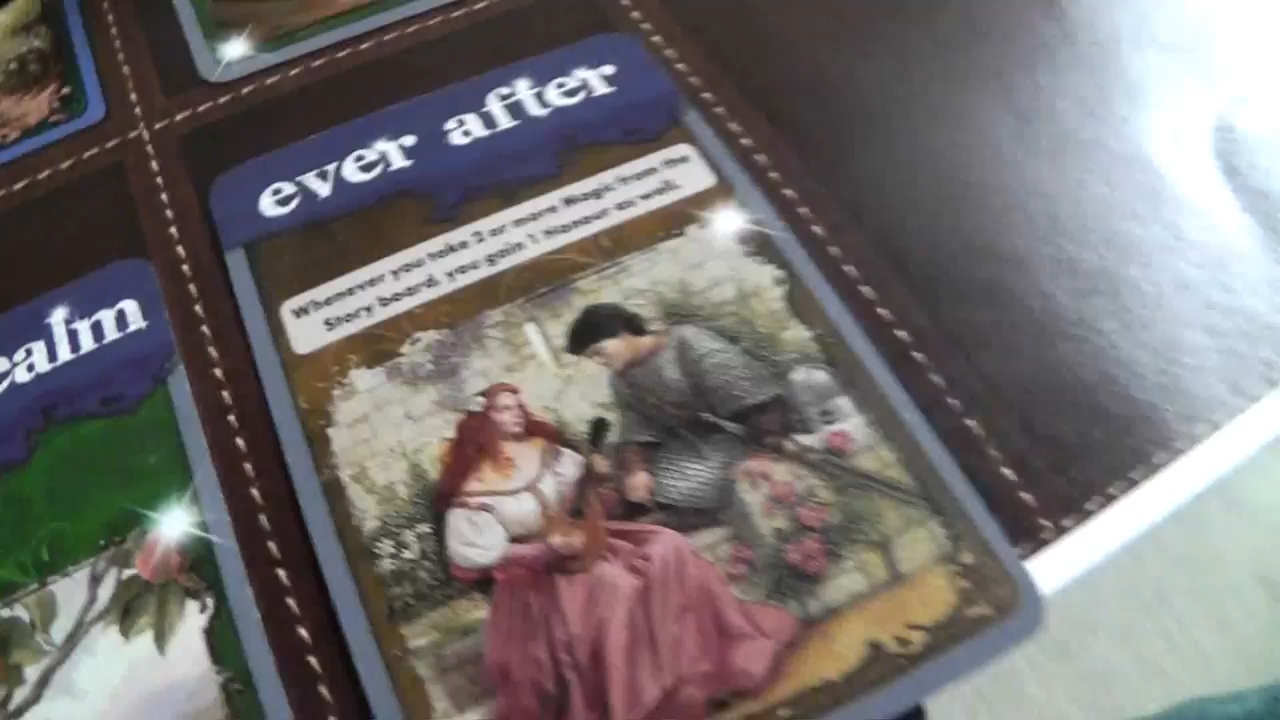 ever after
Whenever you take 2 or more Magic from the
Story board, you gain 1 Honour as well.
ealm